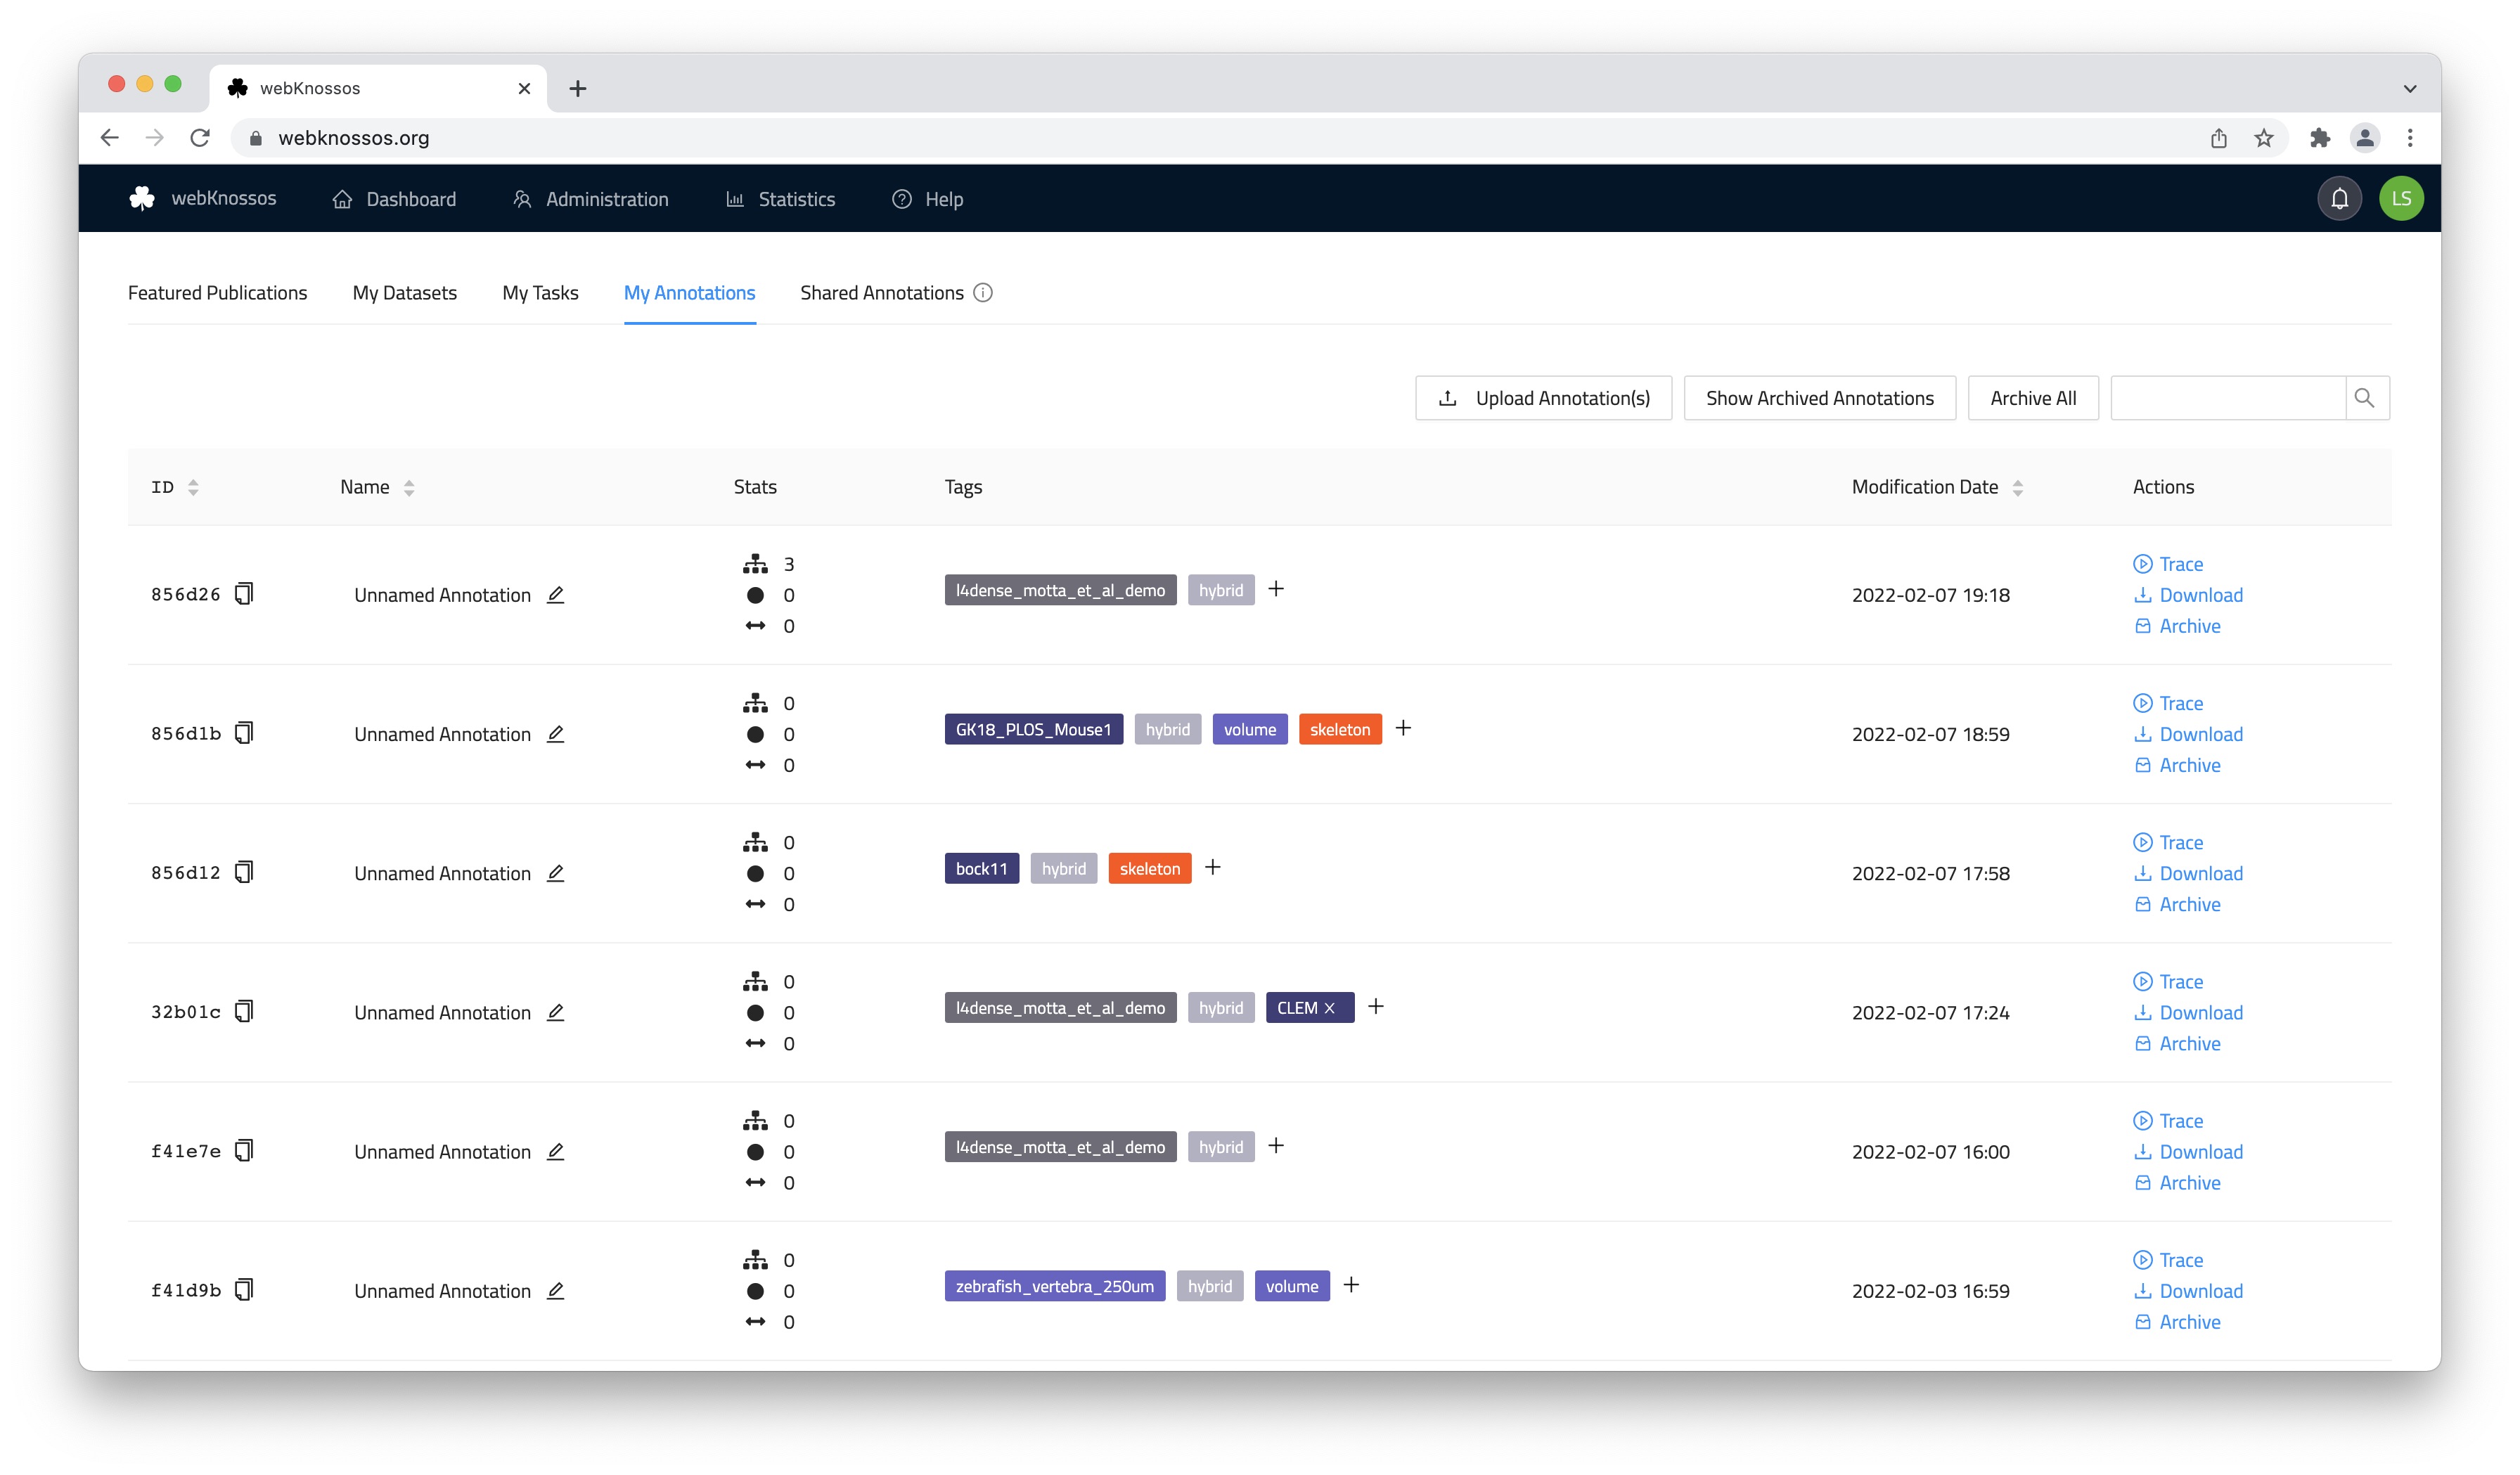 webKnossos
webknossos.org
webKnossos Dashboard Administration Statistics Help LS
Featured Publications My Datasets My Tasks My Annotations Shared Annotations
Upload Annotation(s) Show Archived Annotations Archive All
ID Name Stats Tags Modification Date Actions
3 Trace
856d26 Unnamed Annotation 0 l4dense_motta_et_al_demo hybrid + 2022-02-07 19:18 Download
0 Archive
0 Trace
856d1b Unnamed Annotation 0 GK18_PLOS_Mouse1 hybrid volume skeleton + 2022-02-07 18:59 Download
0 Archive
0 Trace
856d12 Unnamed Annotation 0 bock11 hybrid skeleton + 2022-02-07 17:58 Download
0 Archive
0 Trace
32b01c Unnamed Annotation 0 l4dense_motta_et_al_demo hybrid CLEM X + 2022-02-07 17:24 Download
0 Archive
0 Trace
f41e7e Unnamed Annotation 0 l4dense_motta_et_al_demo hybrid + 2022-02-07 16:00 Download
0 Archive
0 Trace
f41d9b Unnamed Annotation 0 zebrafish_vertebra_250um hybrid volume + 2022-02-03 16:59 Download
0 Archive